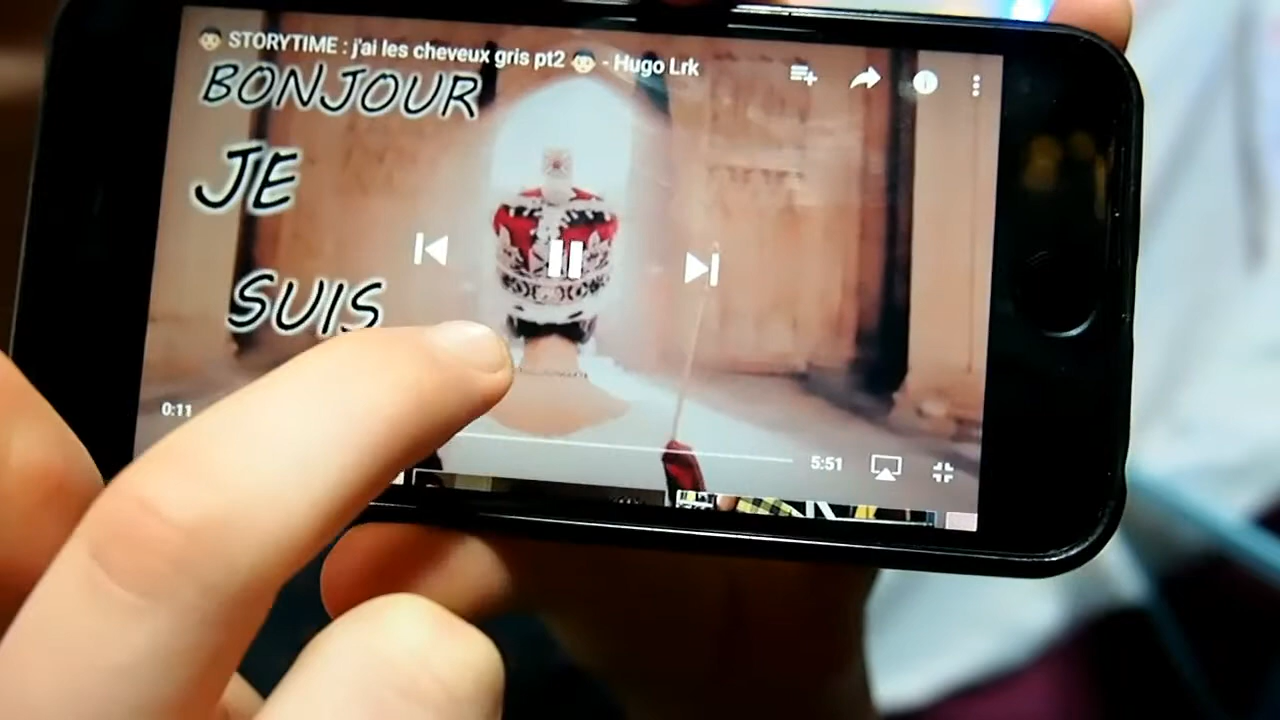 STORYTIME : j'ai les cheveux gris pt2 - Hugo Lrk
BONJOUR
JE
SUIS
0:11
5:51